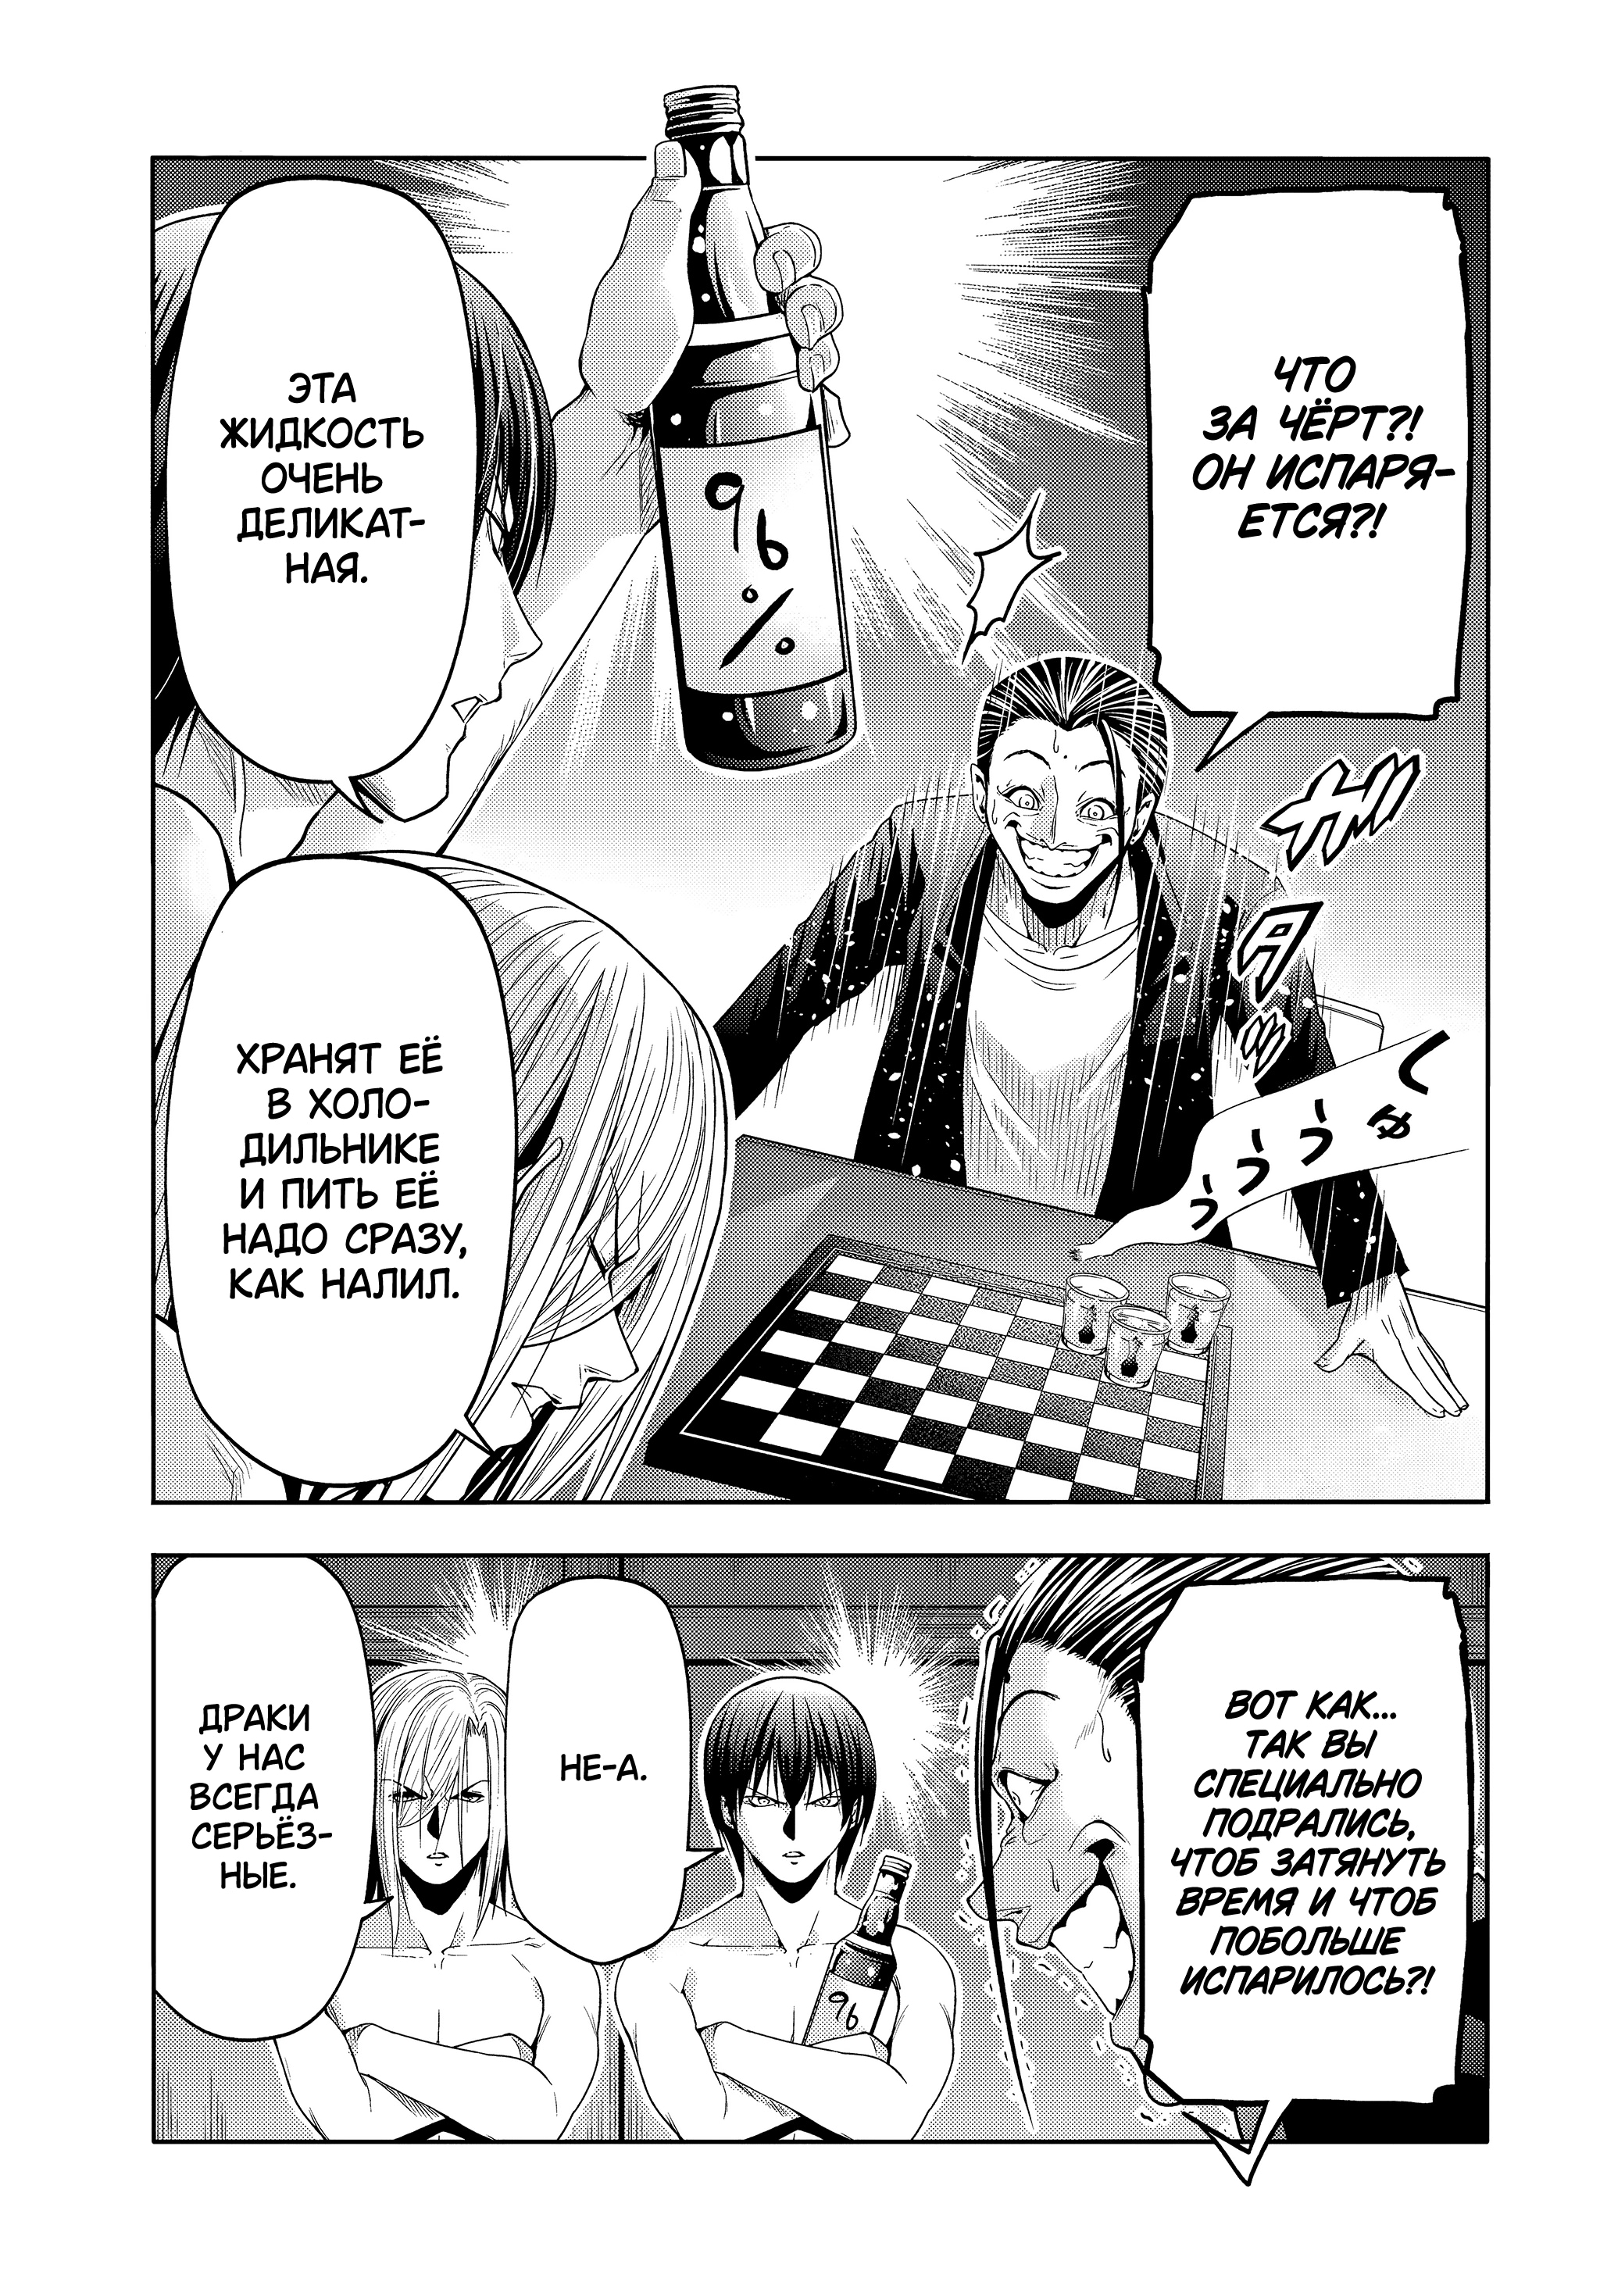 ЧТО
ЗА ЧЁРТ?!
ОН ИСПАРЯ-
ЕТСЯ?!
ЭТА
ЖИДКОСТЬ
ОЧЕНЬ
ДЕЛИКАТ-
НАЯ.
96%
ХРАНЯТ ЕЁ
В ХОЛО-
ДИЛЬНИКЕ
И ПИТЬ ЕЁ
НАДО СРАЗУ,
КАК НАЛИЛ.
ВОТ КАК...
ТАК ВЫ
СПЕЦИАЛЬНО
ПОДРАЛИСЬ,
ЧТОБ ЗАТЯНУТЬ
ВРЕМЯ И ЧТОБ
ПОБОЛЬШЕ
ИСПАРИЛОСЬ?!
НЕ-А.
96
ДРАКИ
У НАС
ВСЕГДА
СЕРЬЁЗ-
НЫЕ.